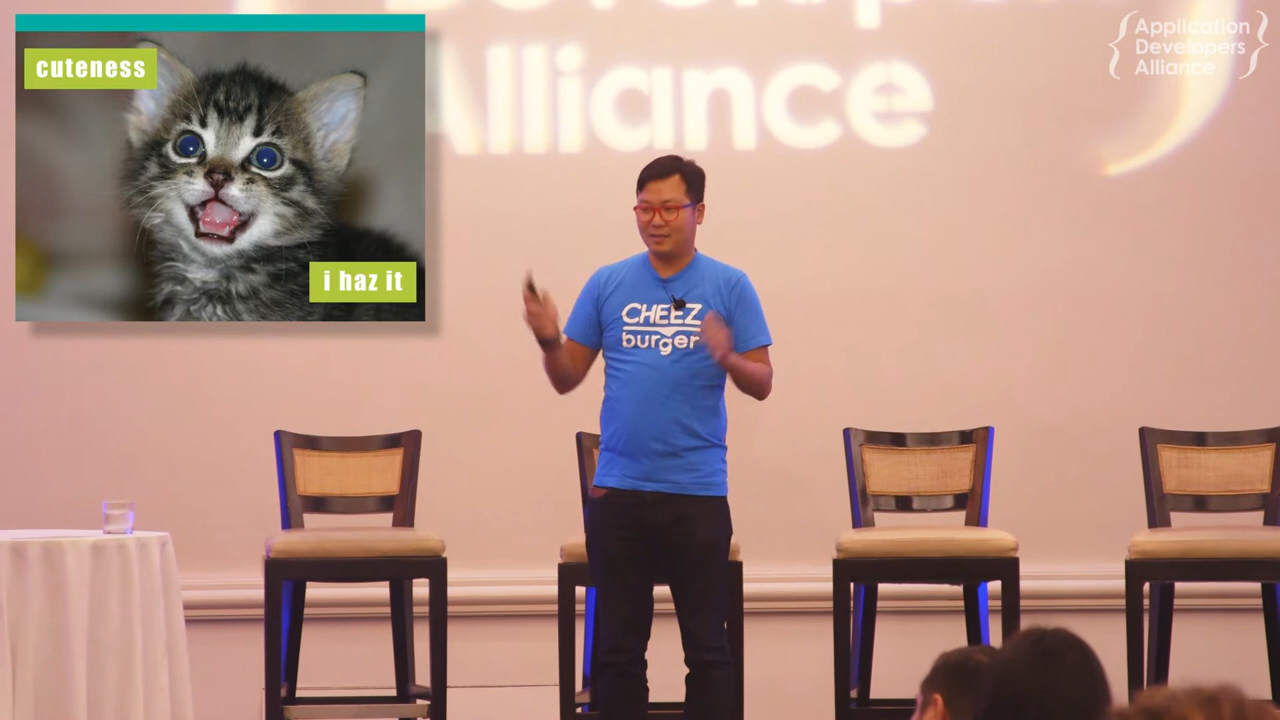 cuteness
i haz it
Alliance
Application
Developers
Alliance
CHEEZ
burger